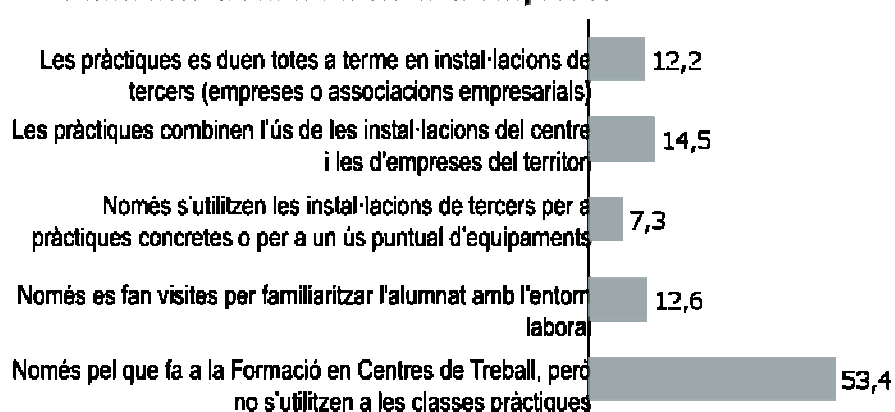 Les pràctiques es duen totes a terme en instal·lacions de
tercers (empreses o associacions empresarials)
12,2
Les pràctiques combinen l'ús de les instal·lacions del centre
i les d'empreses del territori
14,5
Només s'utilitzen les instal·lacions de tercers per a
pràctiques concretes o per a un ús puntual d'equipaments
7,3
Només es fan visites per familiaritzar l'alumnat amb l'entorn
laboral
12,6
Només pel que fa a la Formació en Centres de Treball, però
no s'utilitzen a les classes pràctiques
53,4